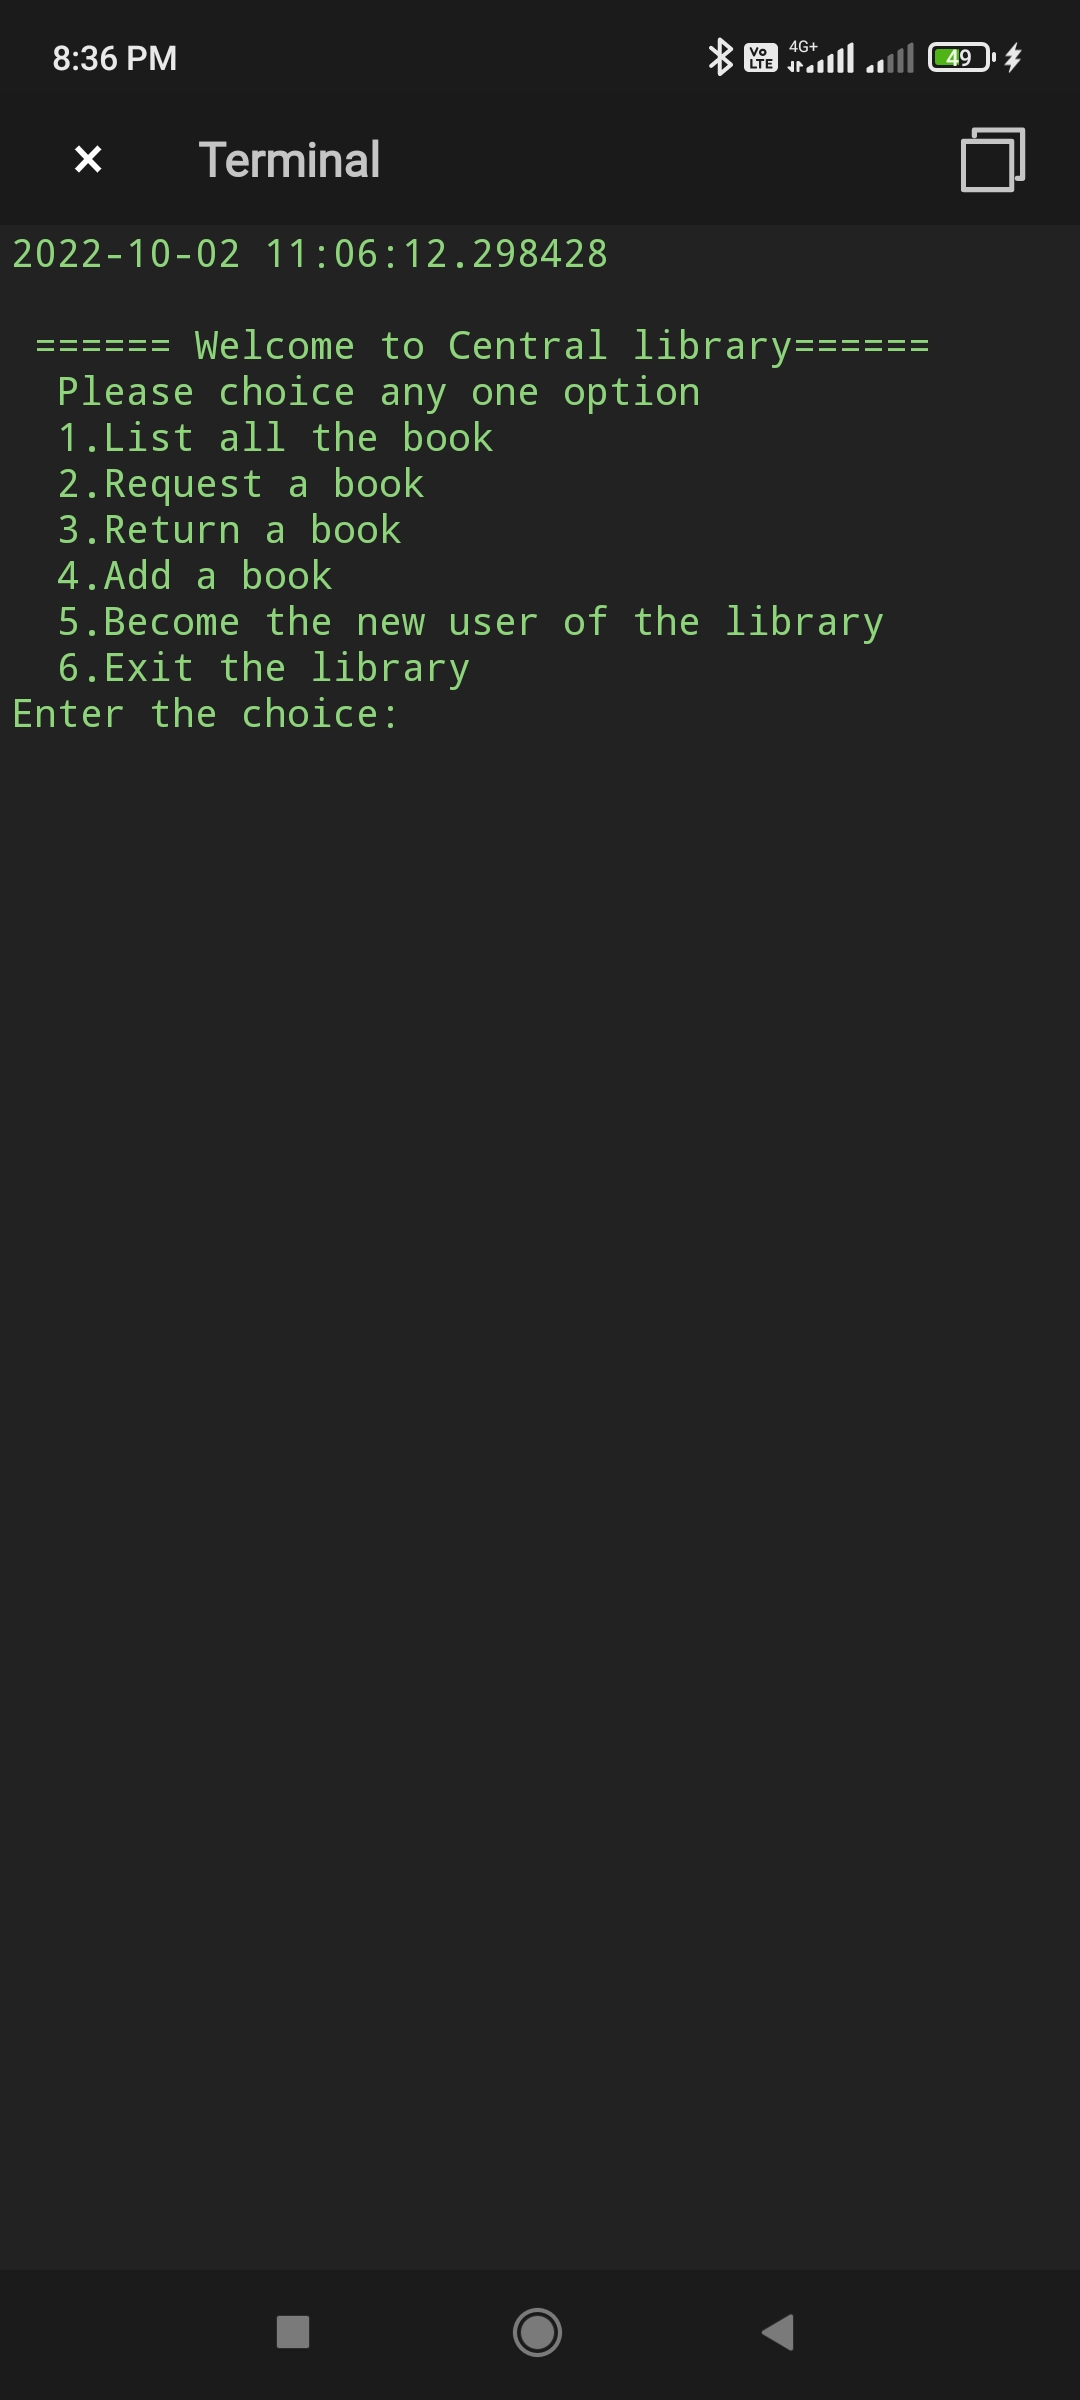 8:36 PM Vo LTE 4G+ 49
Terminal
2022-10-02 11:06:12.298428
====== Welcome to Central library======
Please choice any one option
1.List all the book
2.Request a book
3.Return a book
4.Add a book
5.Become the new user of the library
6.Exit the library
Enter the choice: